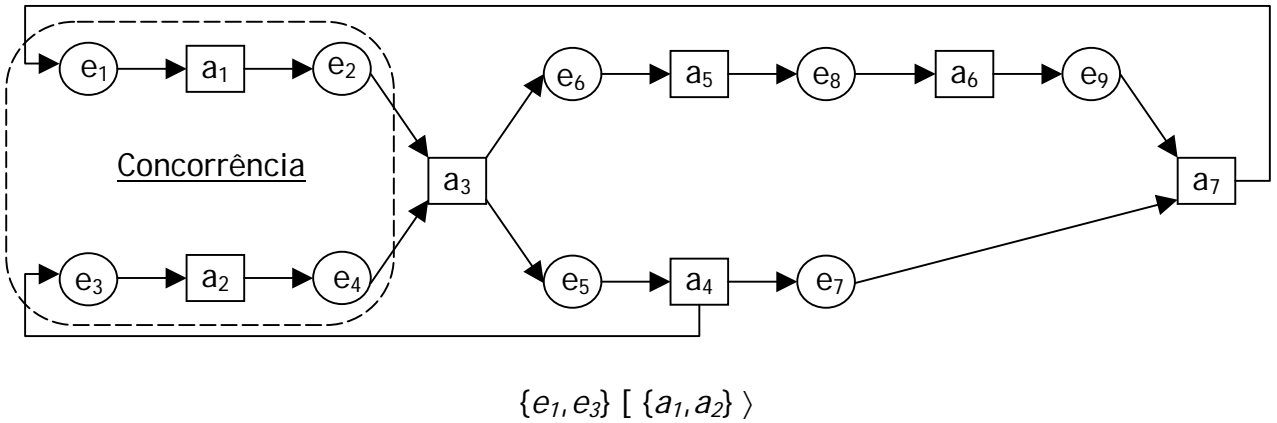 e₁ a₁ e₂ e₆ a₅ e₈ a₆ e₉
Concorrência
a₃ a₇
e₃ a₂ e₄ e₅ a₄ e₇
{e₁,e₃} [ {a₁,a₂} ⟩